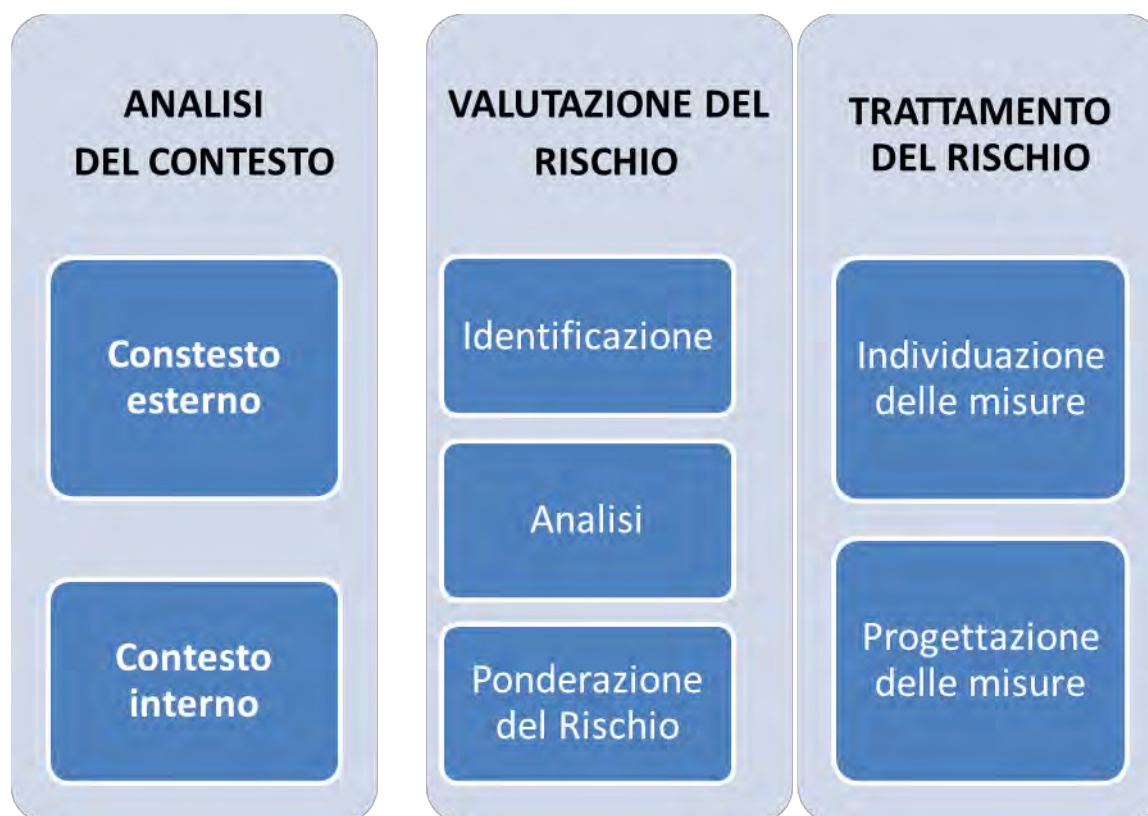 ANALISI
DEL CONTESTO
Constesto
esterno
Contesto
interno
VALUTAZIONE DEL
RISCHIO
Identificazione
Analisi
Ponderazione
del Rischio
TRATTAMENTO
DEL RISCHIO
Individuazione
delle misure
Progettazione
delle misure